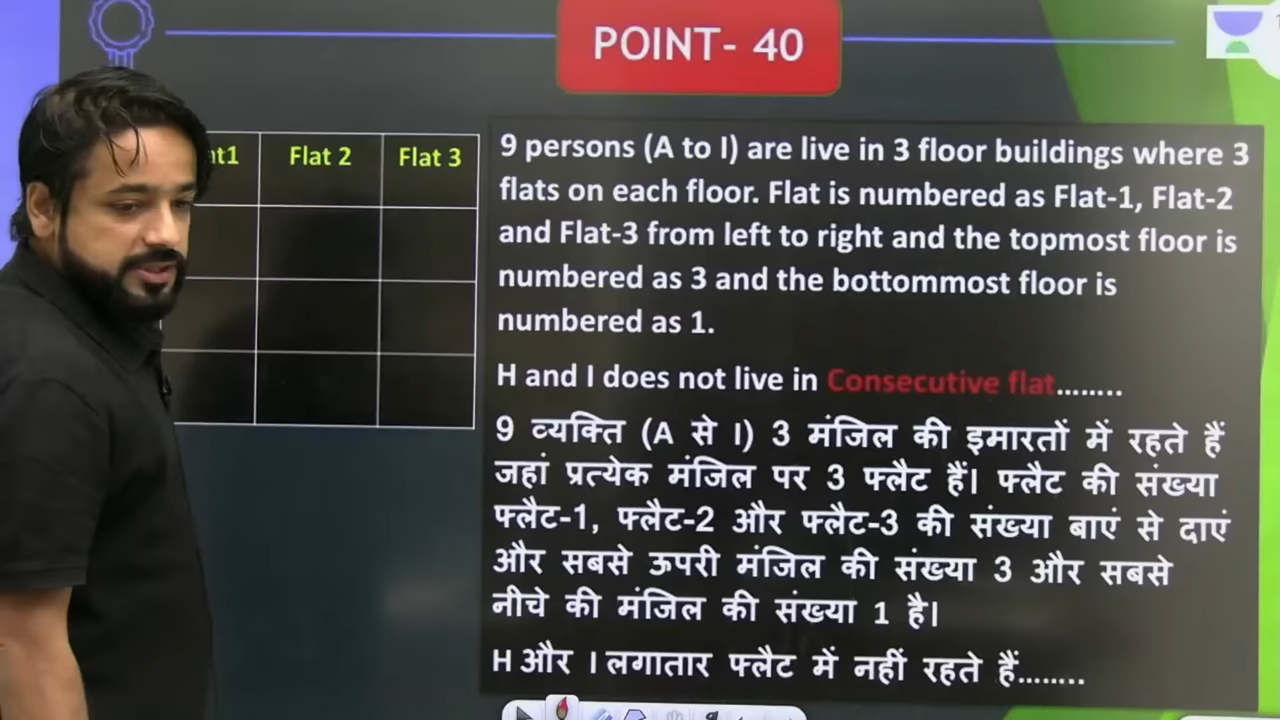 POINT- 40
Flat 2 Flat 3
9 persons (A to I) are live in 3 floor buildings where 3
flats on each floor. Flat is numbered as Flat-1, Flat-2
and Flat-3 from left to right and the topmost floor is
numbered as 3 and the bottommost floor is
numbered as 1.
H and I does not live in Consecutive flat........
9 व्यक्ति (A से I) 3 मंजिल की इमारतों में रहते हैं
जहां प्रत्येक मंजिल पर 3 फ्लैट हैं। फ्लैट की संख्या
फ्लैट-1, फ्लैट-2 और फ्लैट-3 की संख्या बाएं से दाएं
और सबसे ऊपरी मंजिल की संख्या 3 और सबसे
नीचे की मंजिल की संख्या 1 है।
H और I लगातार फ्लैट में नहीं रहते हैं........